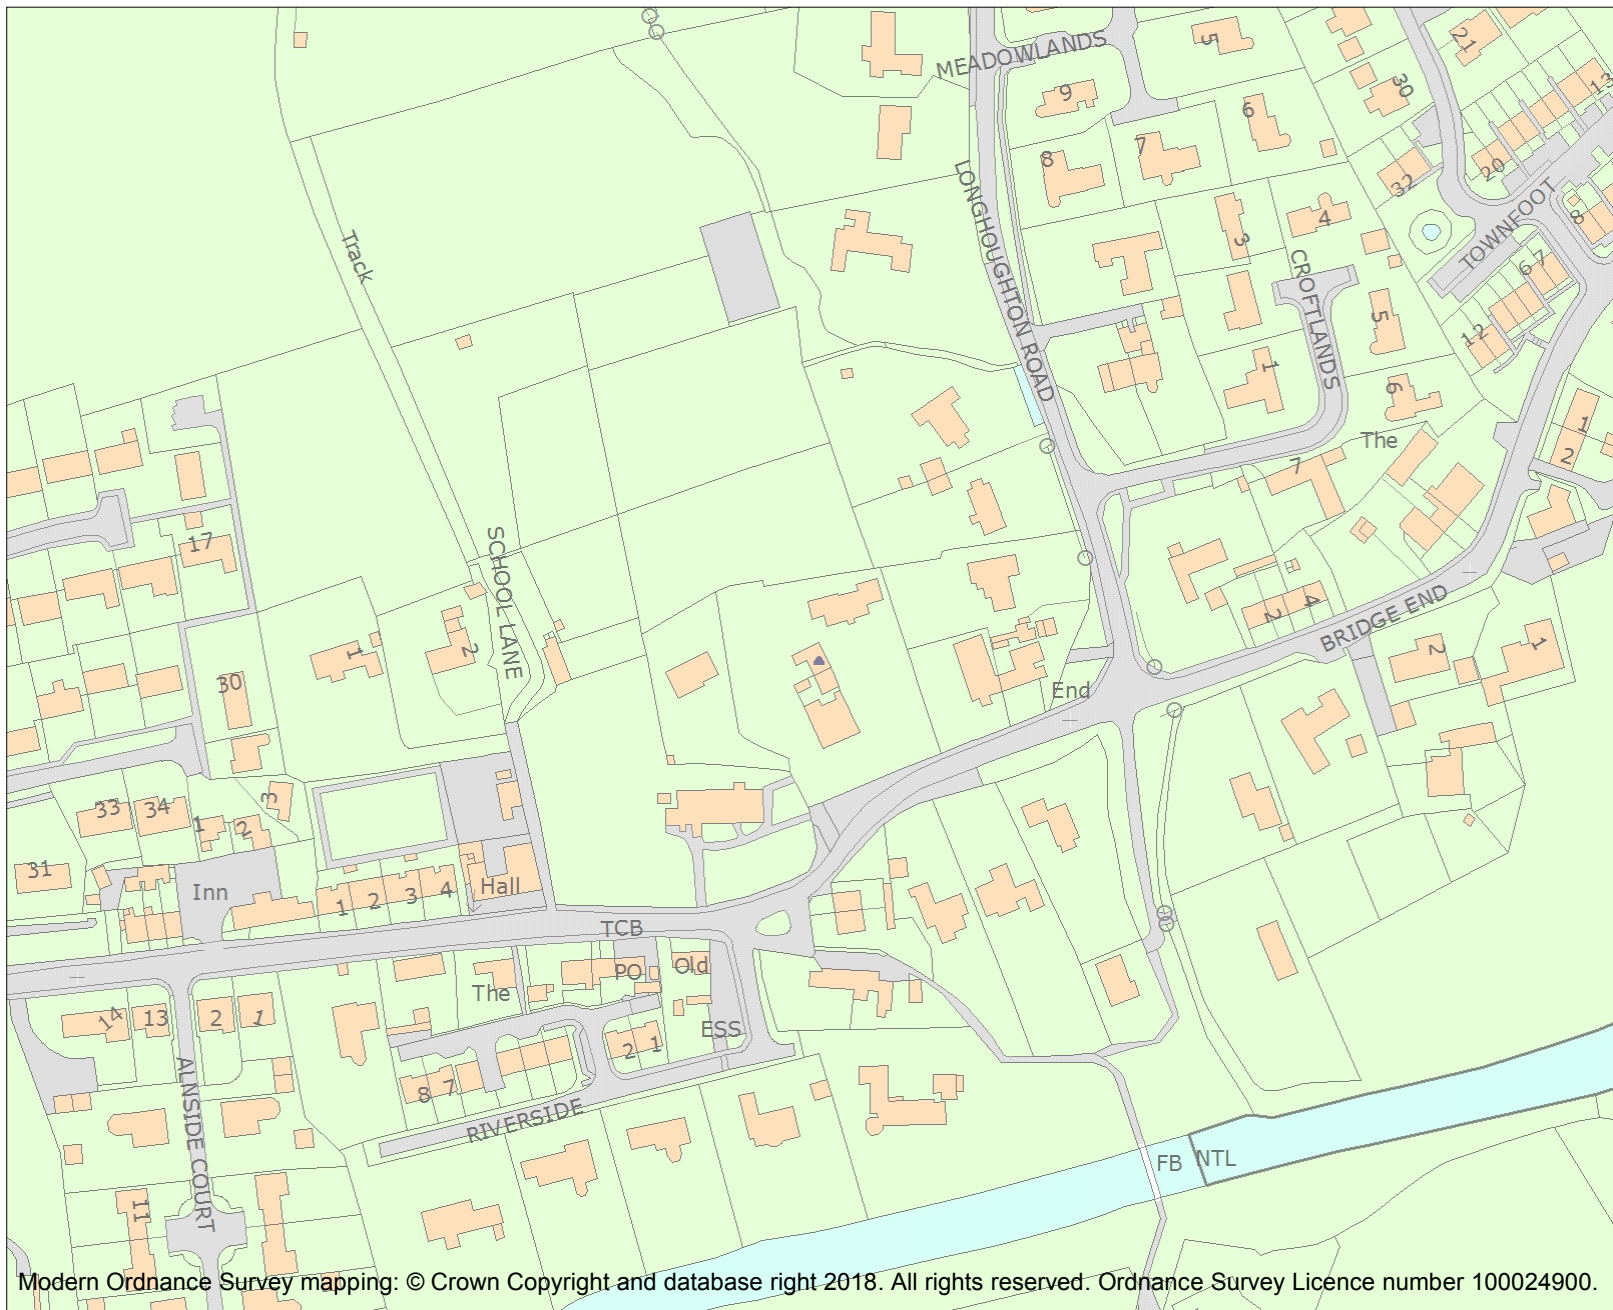 MEADOWLANDS
5
21
30
13
9
6
7
8
20
32
TOWNFOOT
8
LONGHOUGHTON ROAD
3
4
CROFTLANDS
Track
6 7
5
12
1
6
The
1
2
7
17
SCHOOL LANE
1
2
2
4
BRIDGE END
2
1
30
End
33
34
1
2
3
31
Inn
1
2
3
4
Hall
TCB
PO
Old
The
14
13
2
1
ESS
2
1
8
7
RIVERSIDE
ALNSIDE COURT
11
FB
NTL
Modern Ordnance Survey mapping: © Crown Copyright and database right 2018. All rights reserved. Ordnance Survey Licence number 100024900.